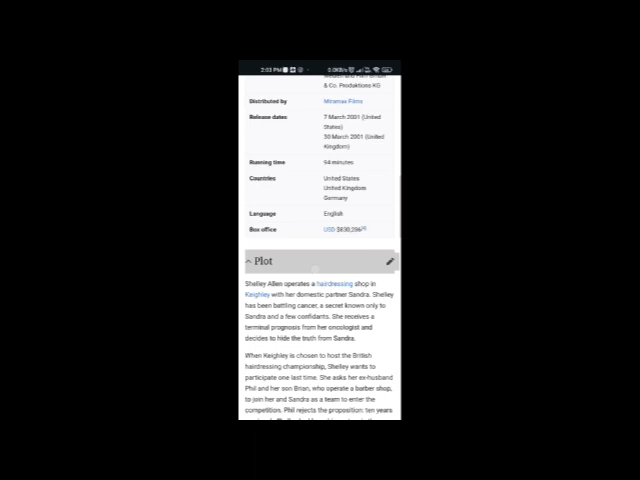 2:03 PM
& Co. Produktions KG
Distributed by Miramax Films
Release dates 7 March 2001 (United
States)
30 March 2001 (United
Kingdom)
Running time 94 minutes
Countries United States
United Kingdom
Germany
Language English
Box office USD
Plot
Shelley Allen operates a hairdressing shop in
Keighley with her domestic partner Sandra. Shelley
has been battling cancer, a secret known only to
Sandra and a few confidants. She receives a
terminal prognosis from her oncologist and
decides to hide the truth from Sandra.
When Keighley is chosen to host the British
hairdressing championship, Shelley wants to
participate one last time. She asks her ex-husband
Phil and her son Brian, who operate a barber shop,
to join her and Sandra as a team to enter the
competition. Phil rejects the proposition: ten years